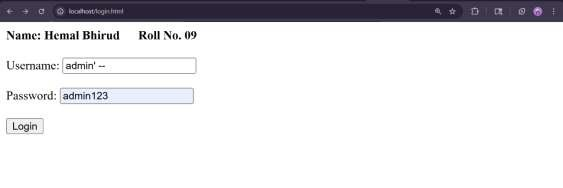 localhost/login.html
Name: Hemal Bhirud Roll No. 09
Username: admin' --
Password: admin123
Login